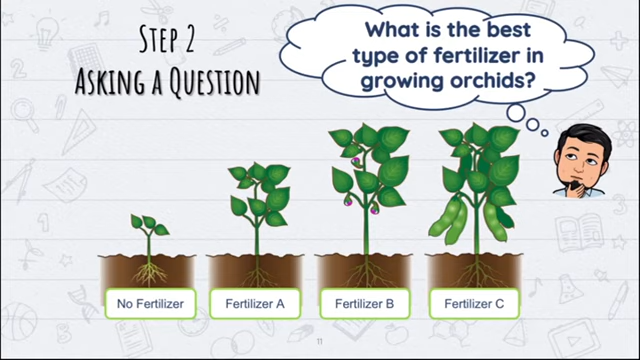 Step 2
Asking a Question
What is the best
type of fertilizer in
growing orchids?
No Fertilizer
Fertilizer A
Fertilizer B
Fertilizer C
11